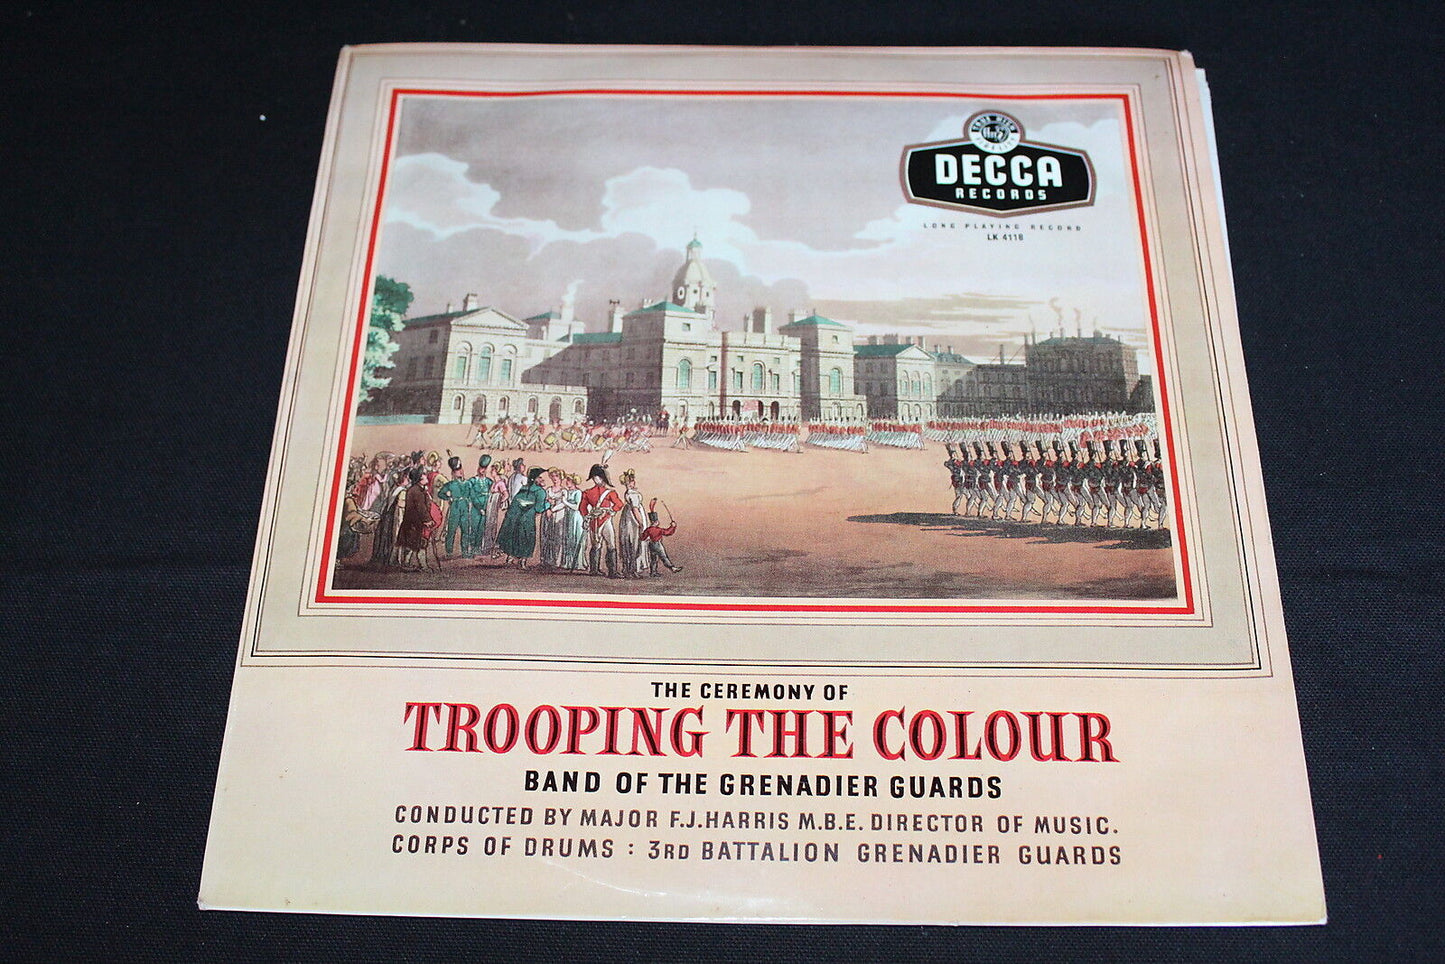 DECCA
RECORDS
LONG PLAYING RECORD
LK 4118
THE CEREMONY OF
TROOPING THE COLOUR
BAND OF THE GRENADIER GUARDS
CONDUCTED BY MAJOR F.J.HARRIS M.B.E. DIRECTOR OF MUSIC.
CORPS OF DRUMS : 3RD BATTALION GRENADIER GUARDS